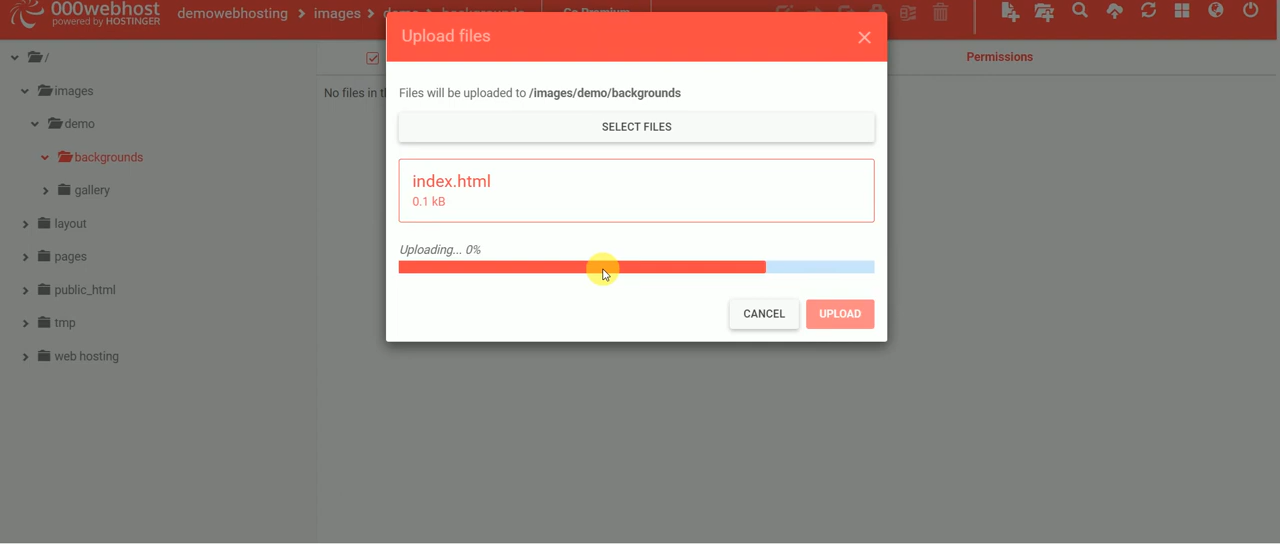 000webhost
powered by HOSTINGER
demowebhosting > images > demo > backgrounds
Go Premium
Upload files
/
images
demo
backgrounds
gallery
layout
pages
public_html
tmp
web hosting
Permissions
No files in t
Files will be uploaded to /images/demo/backgrounds
SELECT FILES
index.html
0.1 kB
Uploading... 0%
CANCEL
UPLOAD